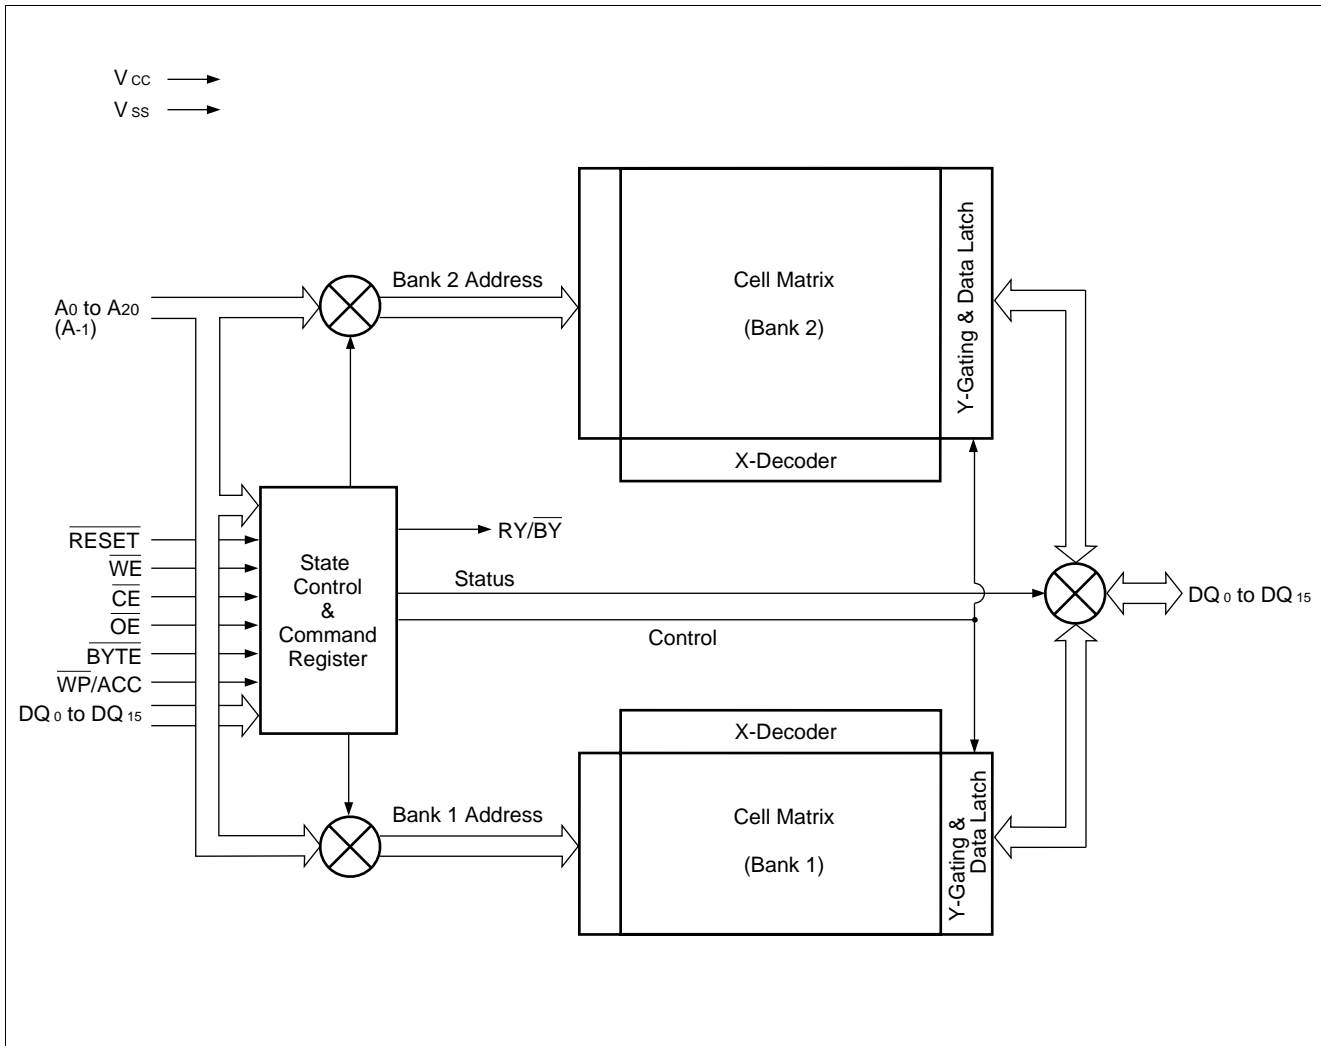 V CC
V SS
Bank 2 Address
Cell Matrix
(Bank 2)
Y-Gating & Data Latch
A0 to A20
(A-1)
X-Decoder
RESET
WE
CE
OE
BYTE
WP/ACC
DQ 0 to DQ 15
State
Control
&
Command
Register
RY/BY
Status
Control
DQ 0 to DQ 15
X-Decoder
Bank 1 Address
Cell Matrix
(Bank 1)
Y-Gating &
Data Latch